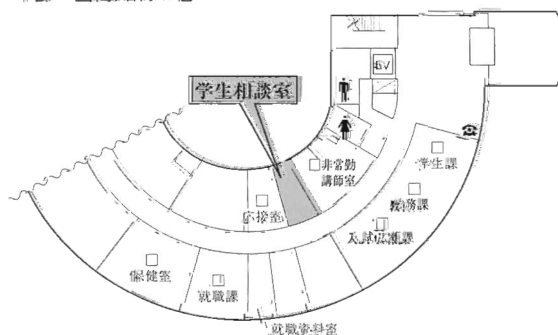 学生相談室
EV
非常勤
講師室
学生課
教務課
入試広報課
応接室
保健室
就職課
就職資料室